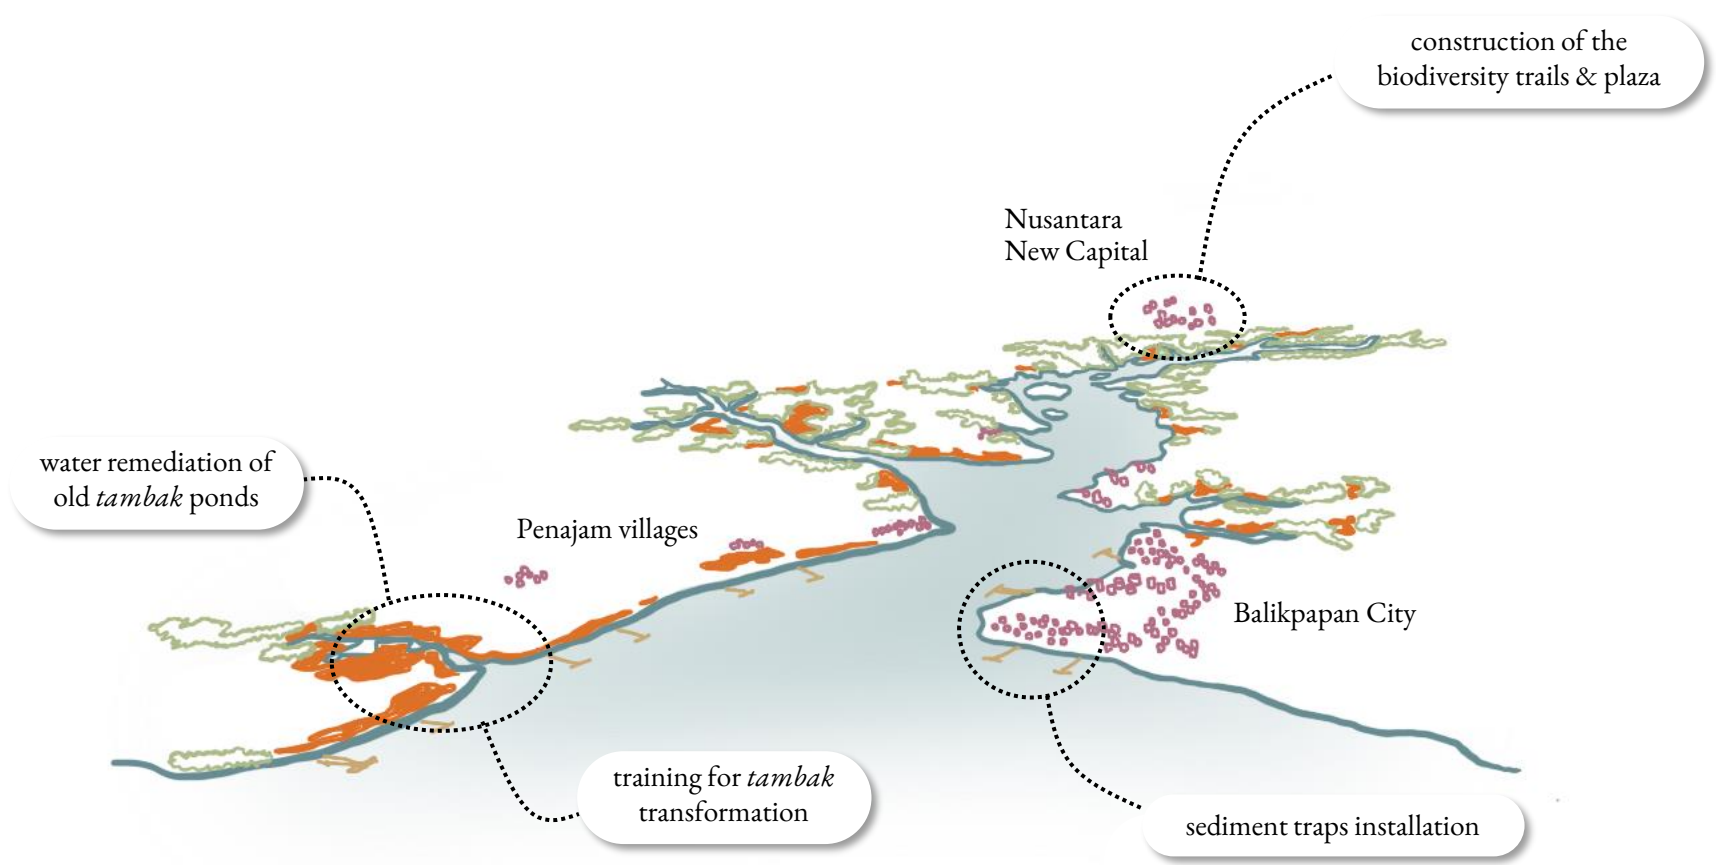 construction of the
biodiversity trails & plaza
Nusantara
New Capital
water remediation of
old tambak ponds
Penajam villages
Balikpapan City
training for tambak
transformation
sediment traps installation